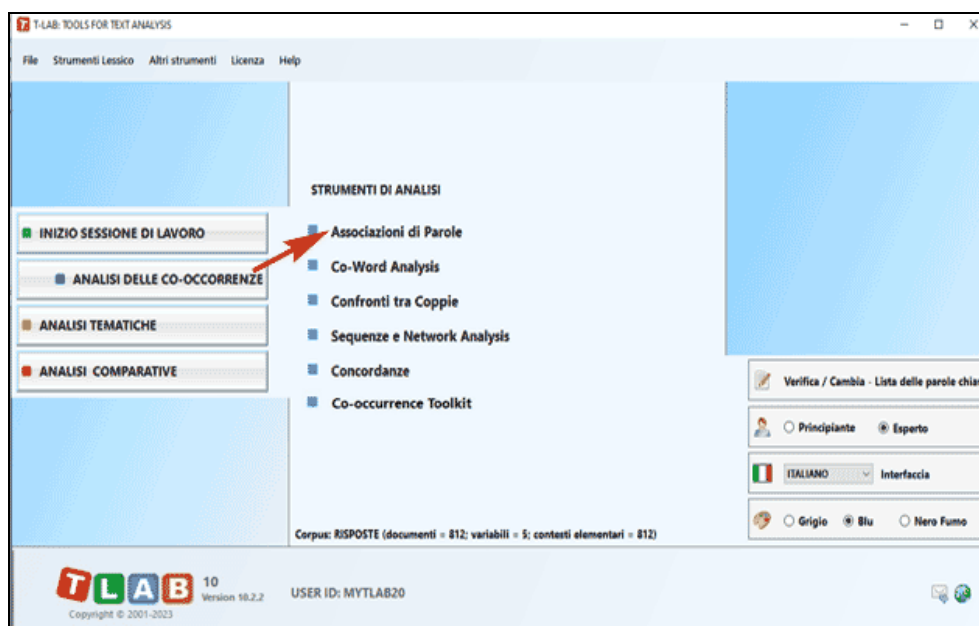 T-LAB: TOOLS FOR TEXT ANALYSIS
File Strumenti Lessico Altri strumenti Licenza Help
STRUMENTI DI ANALISI
INIZIO SESSIONE DI LAVORO
ANALISI DELLE CO-OCCORRENZE
ANALISI TEMATICHE
ANALISI COMPARATIVE
Associazioni di Parole
Co-Word Analysis
Confronti tra Coppie
Sequenze e Network Analysis
Concordanze
Co-occurrence Toolkit
Verifica / Cambia - Lista delle parole chia
Principiante Esperto
ITALIANO Interfaccia
Grigio Blu Nero Fumo
Corpus: RISPOSTE (documenti = 812; variabili = 5; contesti elementari = 812)
T LAB 10
Version 10.2.2
Copyright © 2001-2023
USER ID: MYTLAB20